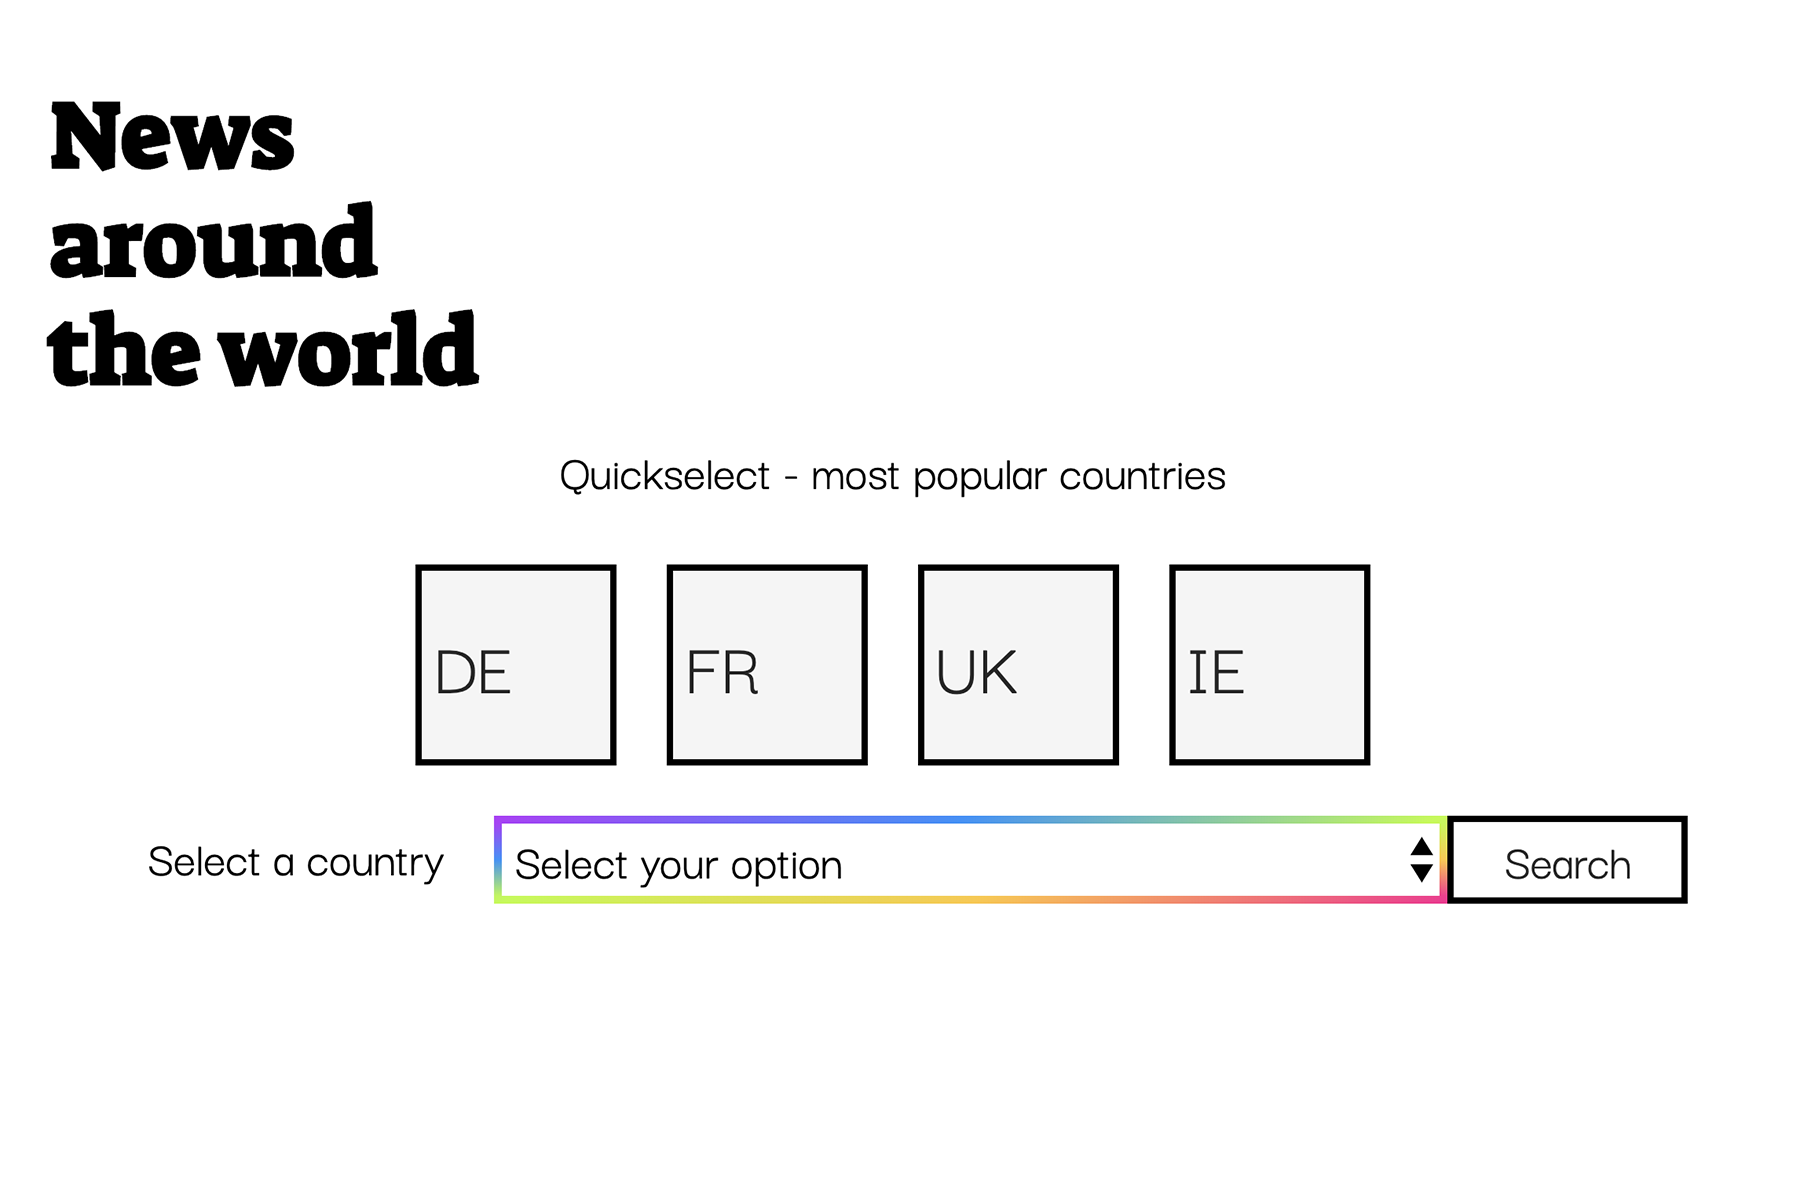 News
around
the world
Quickselect - most popular countries
DE
FR
UK
IE
Select a country
Select your option
Search